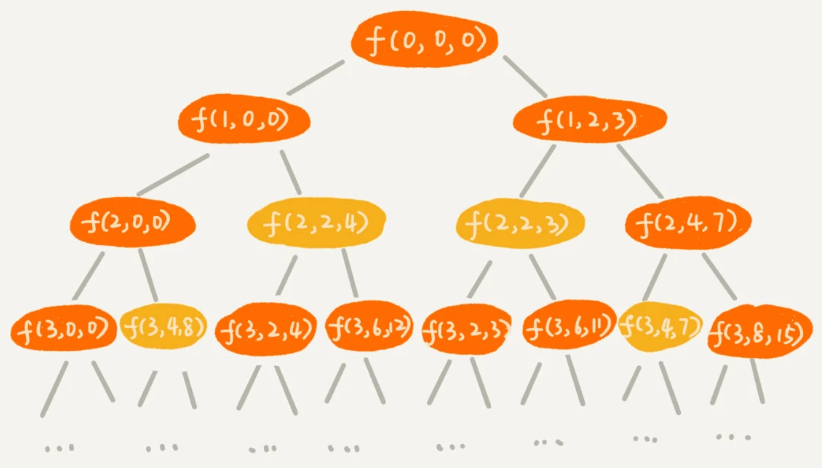 f(0,0,0)
f(1,0,0) f(1,2,3)
f(2,0,0) f(2,2,4) f(2,2,3) f(2,4,7)
f(3,0,0) f(3,4,8) f(3,2,4) f(3,6,12) f(3,2,3) f(3,6,11) f(3,4,7) f(3,8,15)
... ... ... ... ... ... ... ...